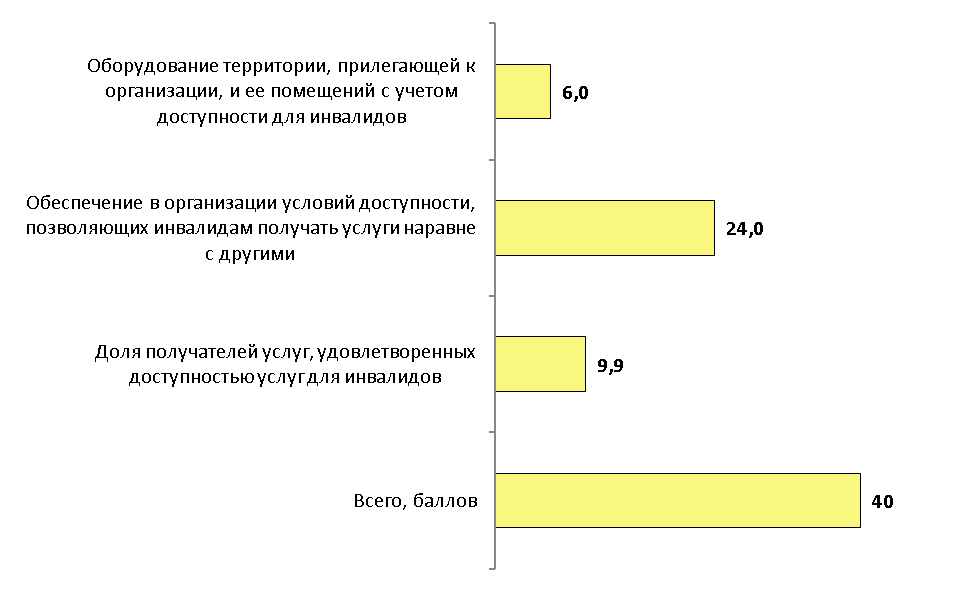 Оборудование территории, прилегающей к
организации, и ее помещений с учетом
доступности для инвалидов
6,0
Обеспечение в организации условий доступности,
позволяющих инвалидам получать услуги наравне
с другими
24,0
Доля получателей услуг, удовлетворенных
доступностью услуг для инвалидов
9,9
Всего, баллов
40